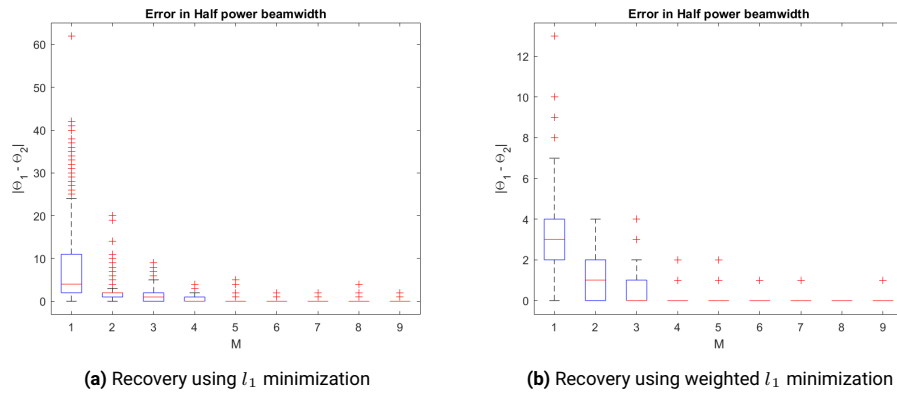 Error in Half power beamwidth
60
50
40
30
20
10
0
|Θ1 - Θ2|
1 2 3 4 5 6 7 8 9
M
(a) Recovery using l1 minimization
Error in Half power beamwidth
12
10
8
6
4
2
0
|Θ1 - Θ2|
1 2 3 4 5 6 7 8 9
M
(b) Recovery using weighted l1 minimization